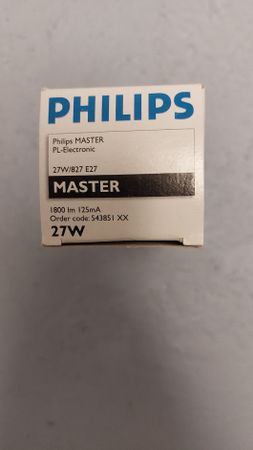 PHILIPS
Philips MASTER
PL-Electronic
27W/827 E27
MASTER
1800 lm 125mA
Order code: 543851 XX
27W